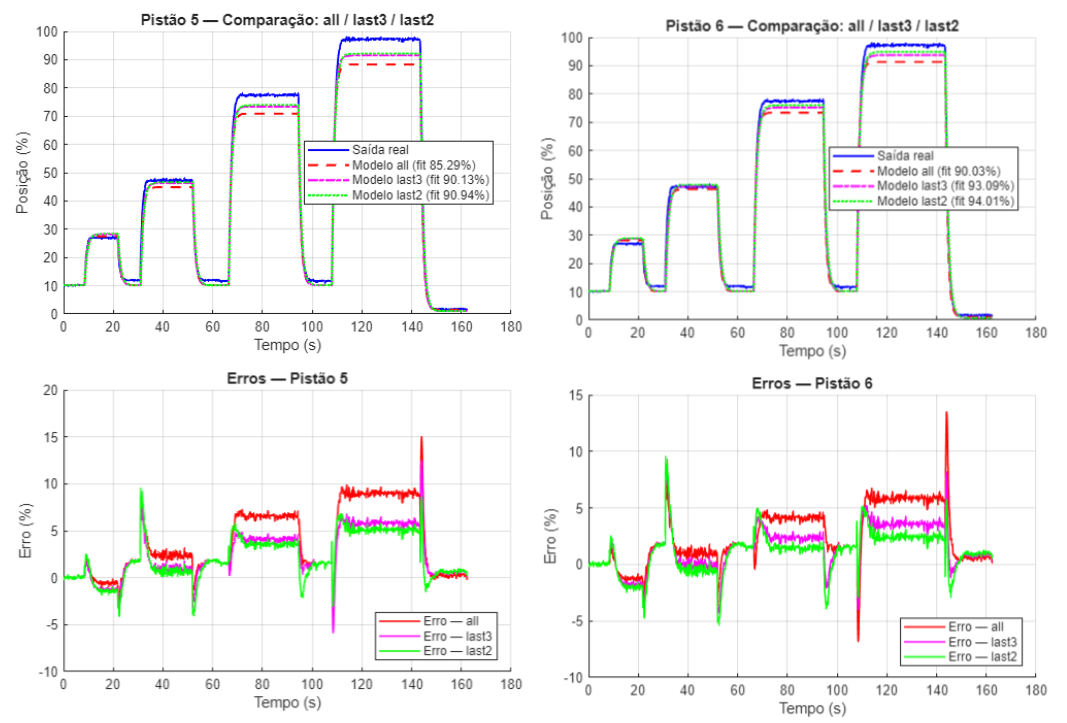 Pistão 5 — Comparação: all / last3 / last2
100
90
80
70
60
50
40
30
20
10
0
Posição (%)
Saída real
Modelo all (fit 85.29%)
Modelo last3 (fit 90.13%)
Modelo last2 (fit 90.94%)
0 20 40 60 80 100 120 140 160 180
Tempo (s)
Pistão 6 — Comparação: all / last3 / last2
100
90
80
70
60
50
40
30
20
10
0
Posição (%)
Saída real
Modelo all (fit 90.03%)
Modelo last3 (fit 93.09%)
Modelo last2 (fit 94.01%)
0 20 40 60 80 100 120 140 160 180
Tempo (s)
Erros — Pistão 5
20
15
10
5
0
-5
-10
Erro (%)
Erro — all
Erro — last3
Erro — last2
0 20 40 60 80 100 120 140 160 180
Tempo (s)
Erros — Pistão 6
15
10
5
0
-5
-10
Erro (%)
Erro — all
Erro — last3
Erro — last2
0 20 40 60 80 100 120 140 160 180
Tempo (s)